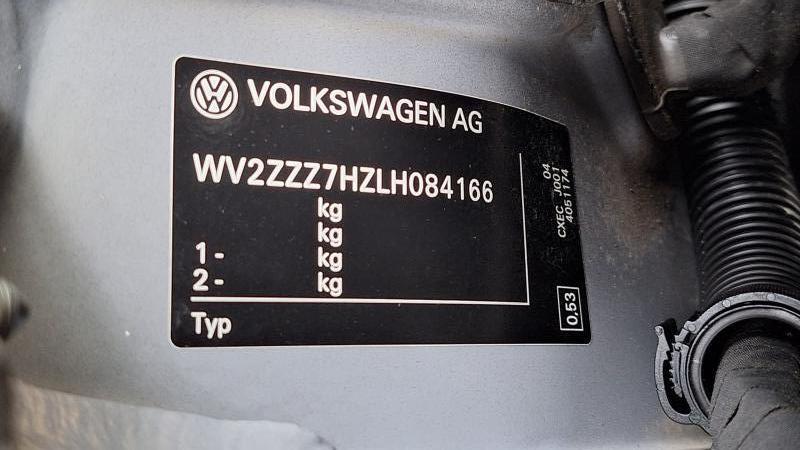 VOLKSWAGEN AG
WV2ZZZ7HZLH084166
kg
kg
1- kg
2- kg
Typ
04
CXEC J001
4051174
0,53